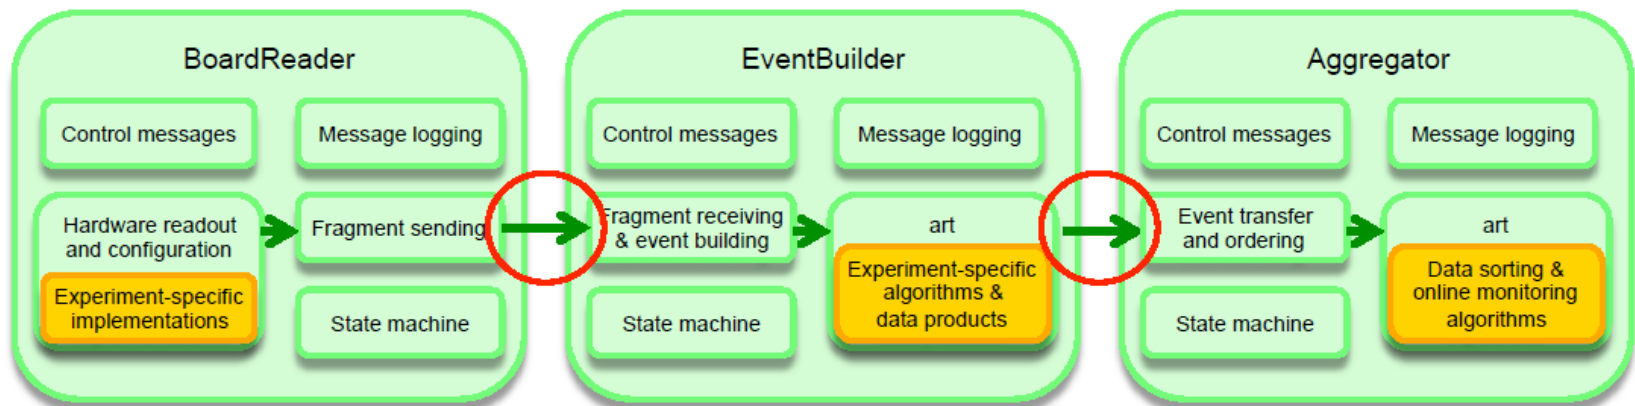 BoardReader
Control messages
Message logging
Hardware readout
and configuration
Experiment-specific
implementations
Fragment sending
State machine
EventBuilder
Control messages
Message logging
Fragment receiving
& event building
art
Experiment-specific
algorithms &
data products
State machine
Aggregator
Control messages
Message logging
Event transfer
and ordering
art
Data sorting &
online monitoring
algorithms
State machine